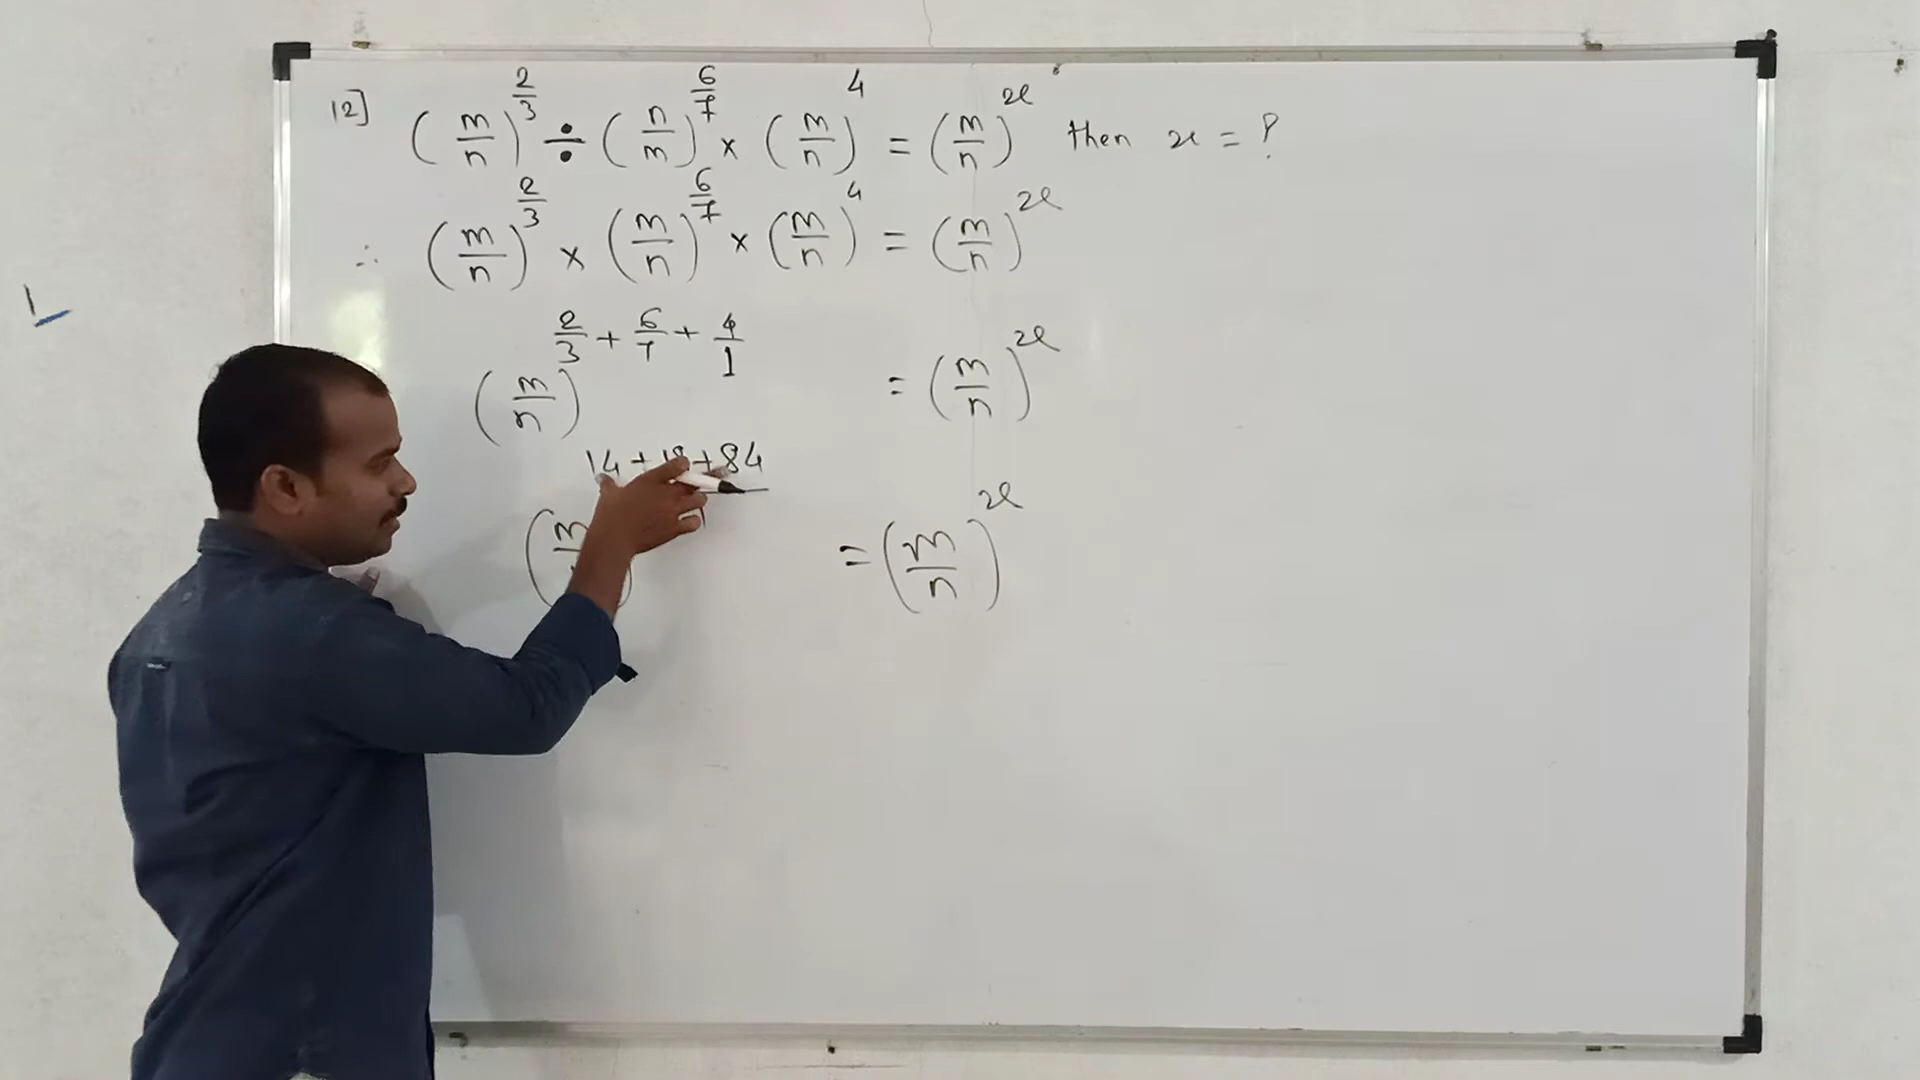 12] (m/n)^2/3 ÷ (n/m)^6/7 × (m/n)^4 = (m/n)^x then x = ?
∴ (m/n)^2/3 × (m/n)^6/7 × (m/n)^4 = (m/n)^x
(m/n)^2/3 + 6/7 + 4/1 = (m/n)^x
14 + 18 + 84
= (m/n)^x